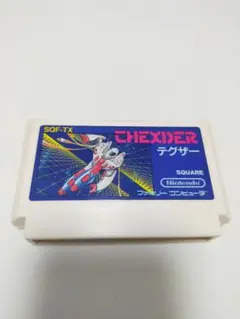 SQF-TX
THEXDER
テグザー
SQUARE
Nintendo
ファミリー コンピュータ